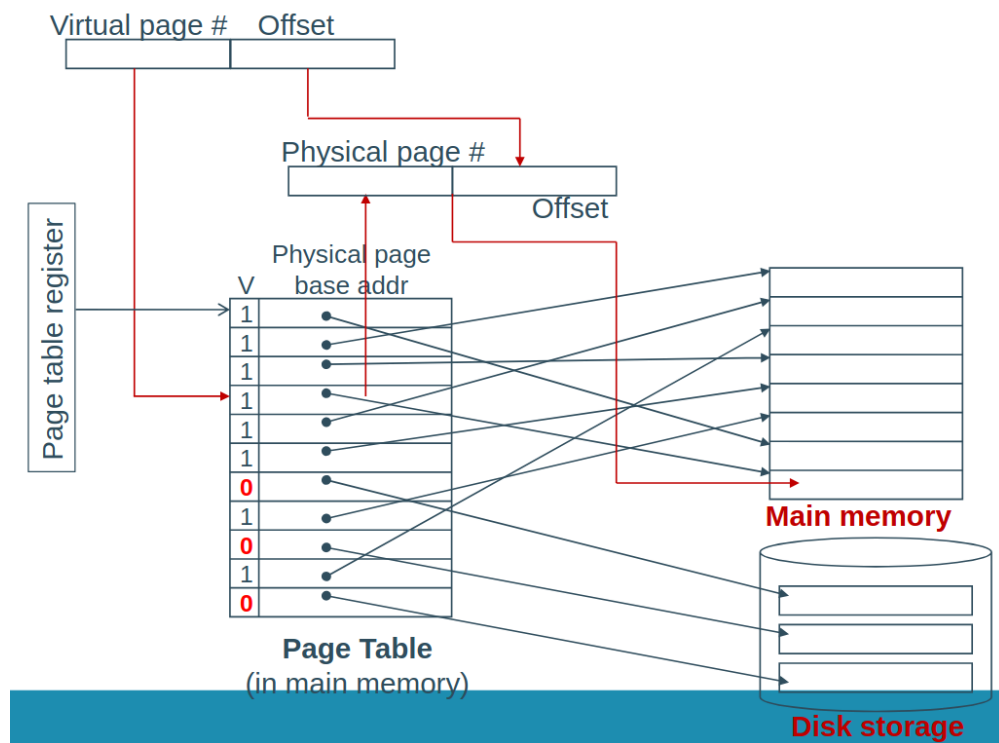 Virtual page # Offset
Physical page #
Offset
Page table register
Physical page
V base addr
1
1
1
1
1
1
0
1
0
1
0
Main memory
Page Table
(in main memory)
Disk storage